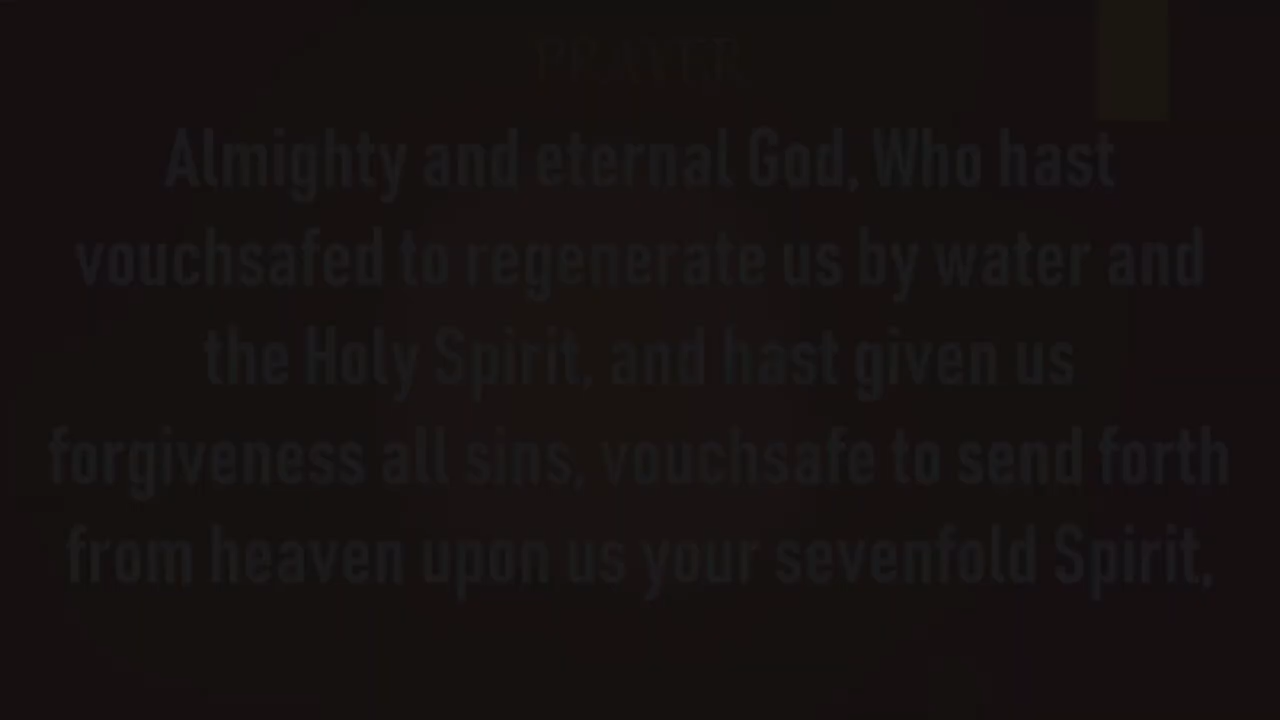 PRAYER
Almighty and eternal God, Who hast
vouchsafed to regenerate us by water and
the Holy Spirit, and hast given us
forgiveness all sins, vouchsafe to send forth
from heaven upon us your sevenfold Spirit,